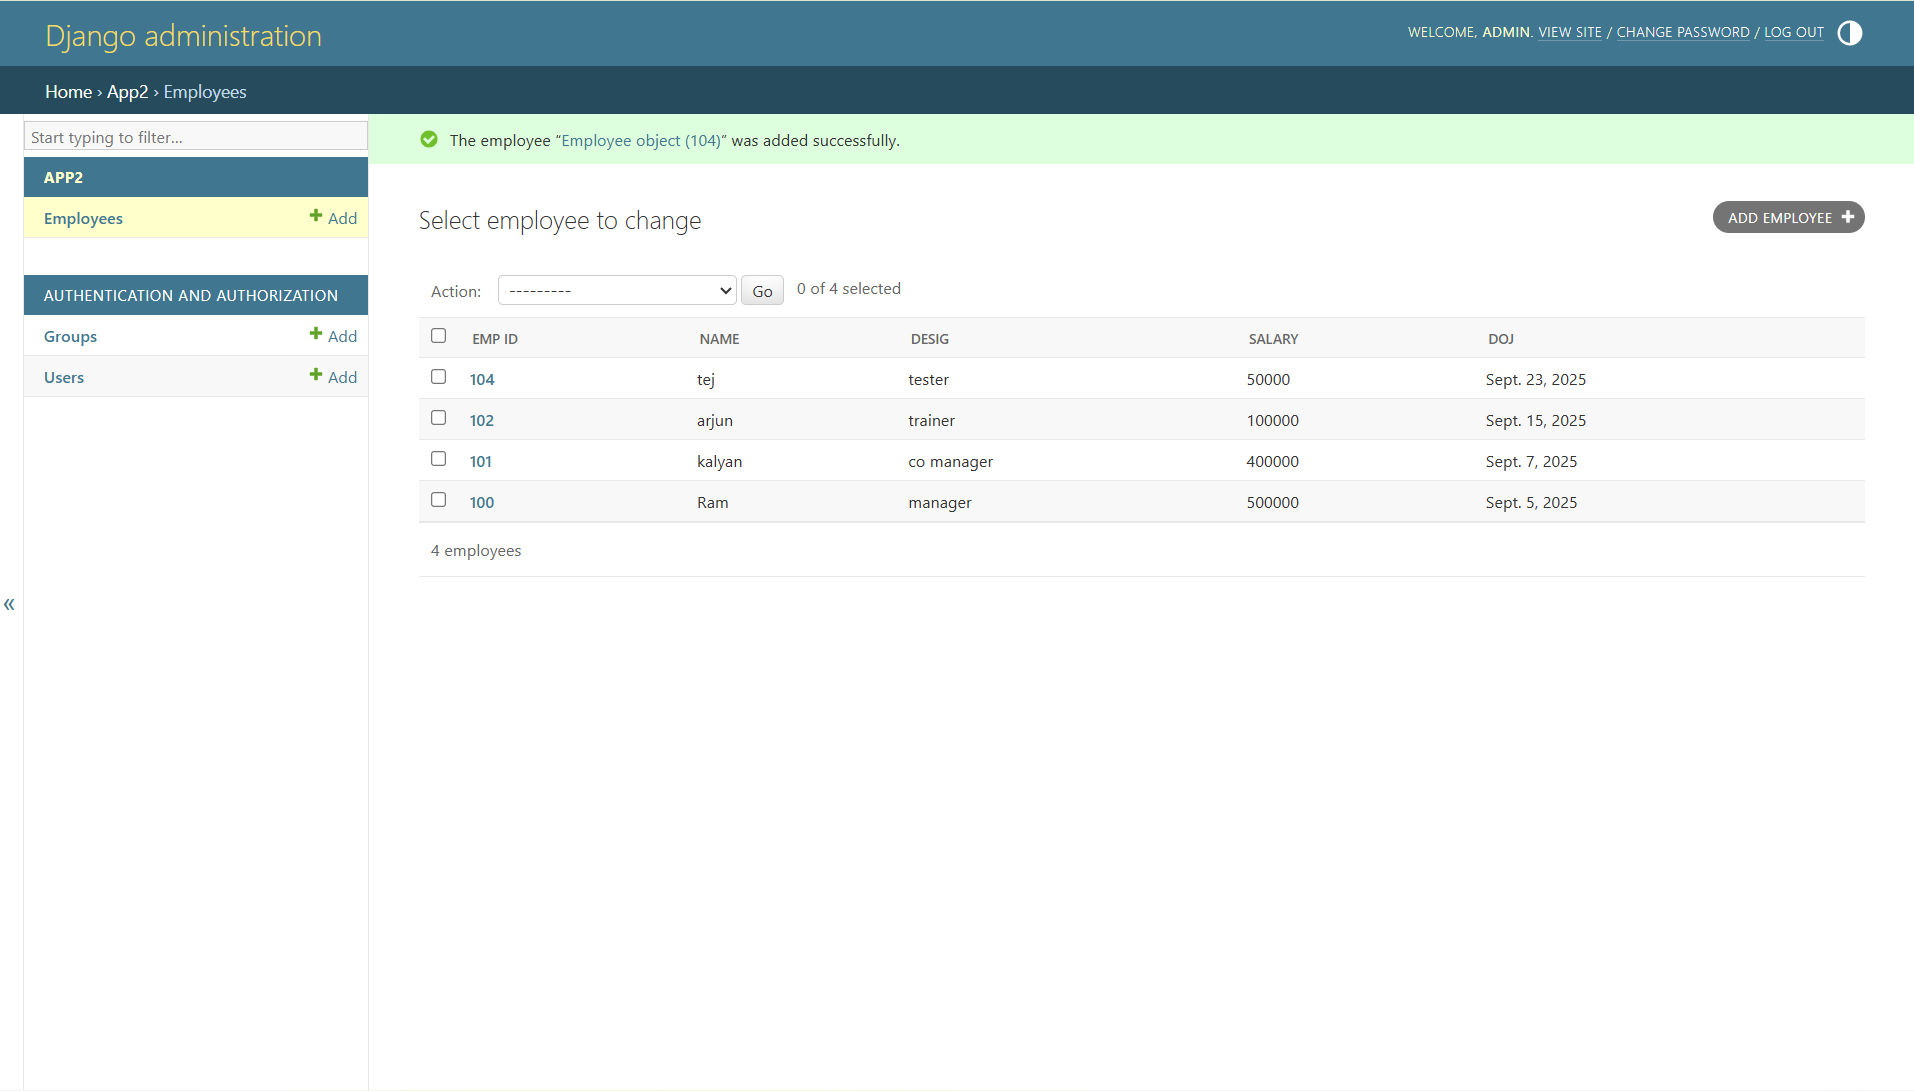 Django administration
WELCOME, ADMIN. VIEW SITE / CHANGE PASSWORD / LOG OUT
Home › App2 › Employees
Start typing to filter...
APP2
Employees Add
AUTHENTICATION AND AUTHORIZATION
Groups Add
Users Add
«
The employee “Employee object (104)” was added successfully.
Select employee to change
ADD EMPLOYEE
Action: --------- Go 0 of 4 selected
EMP ID NAME DESIG SALARY DOJ
104 tej tester 50000 Sept. 23, 2025
102 arjun trainer 100000 Sept. 15, 2025
101 kalyan co manager 400000 Sept. 7, 2025
100 Ram manager 500000 Sept. 5, 2025
4 employees